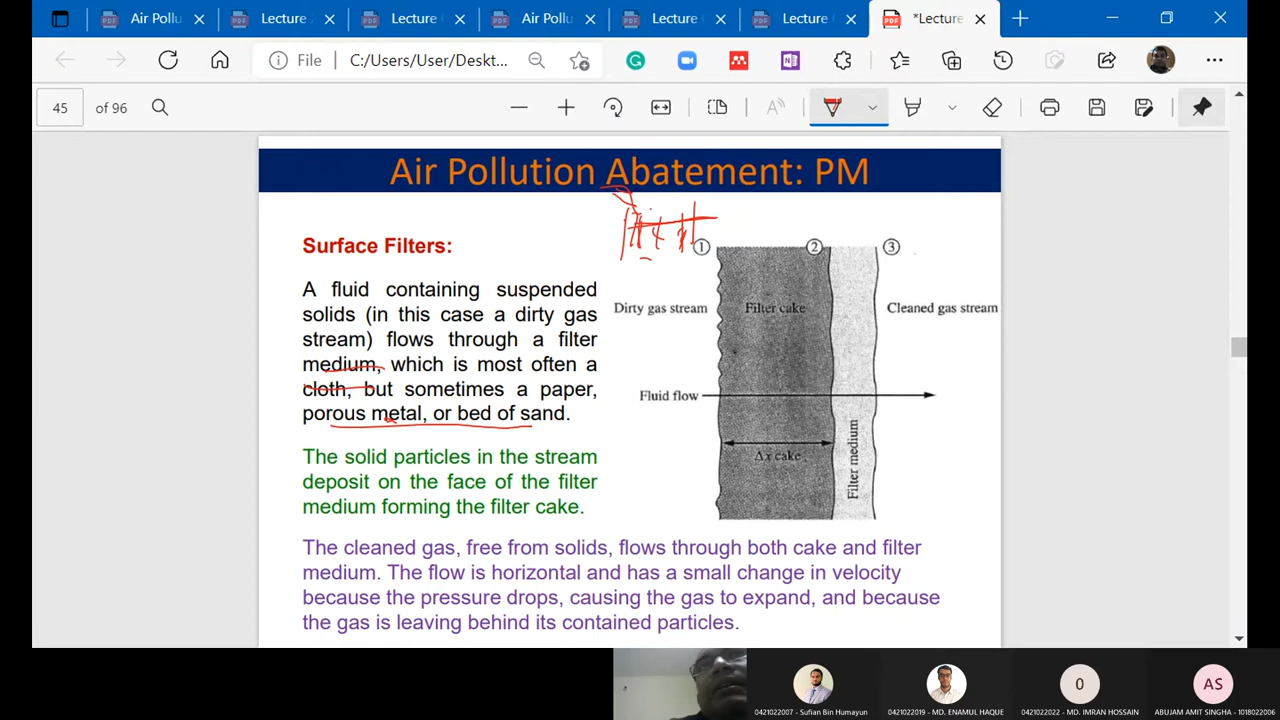 Air Pollu
Lecture
Lecture
Air Pollu
Lecture
Lecture
*Lecture
File
C:/Users/User/Deskt...
45
of 96
Air Pollution Abatement: PM
Surface Filters:
A fluid containing suspended
solids (in this case a dirty gas
stream) flows through a filter
medium, which is most often a
cloth, but sometimes a paper,
porous metal, or bed of sand.
The solid particles in the stream
deposit on the face of the filter
medium forming the filter cake.
1
2
3
Dirty gas stream
Filter cake
Cleaned gas stream
Fluid flow
Δx cake
Filter medium
The cleaned gas, free from solids, flows through both cake and filter
medium. The flow is horizontal and has a small change in velocity
because the pressure drops, causing the gas to expand, and because
the gas is leaving behind its contained particles.
0
AS
0421022007 - Sufian Bin Humayun
0421022019 - MD. ENAMUL HAQUE
0421022022 - MD. IMRAN HOSSAIN
ABUJAM AMIT SINGHA - 1018022006